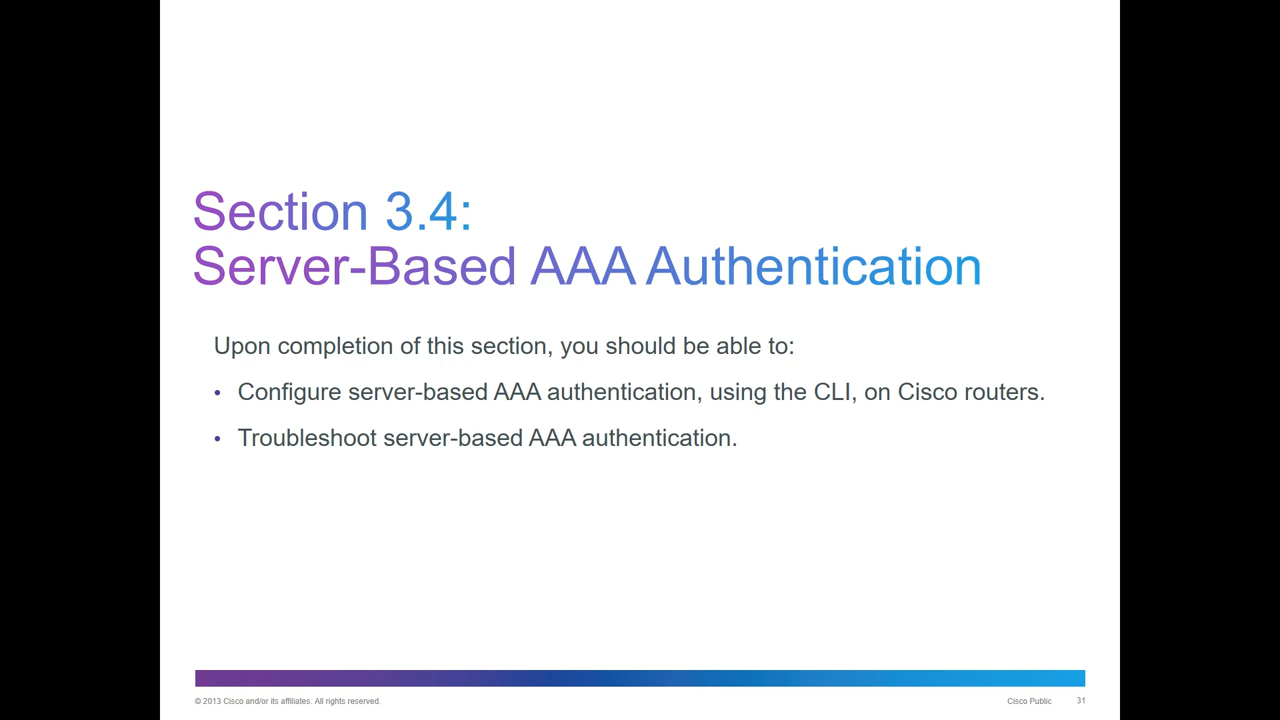 Section 3.4:
Server-Based AAA Authentication
Upon completion of this section, you should be able to:
• Configure server-based AAA authentication, using the CLI, on Cisco routers.
• Troubleshoot server-based AAA authentication.
© 2013 Cisco and/or its affiliates. All rights reserved.
Cisco Public
31